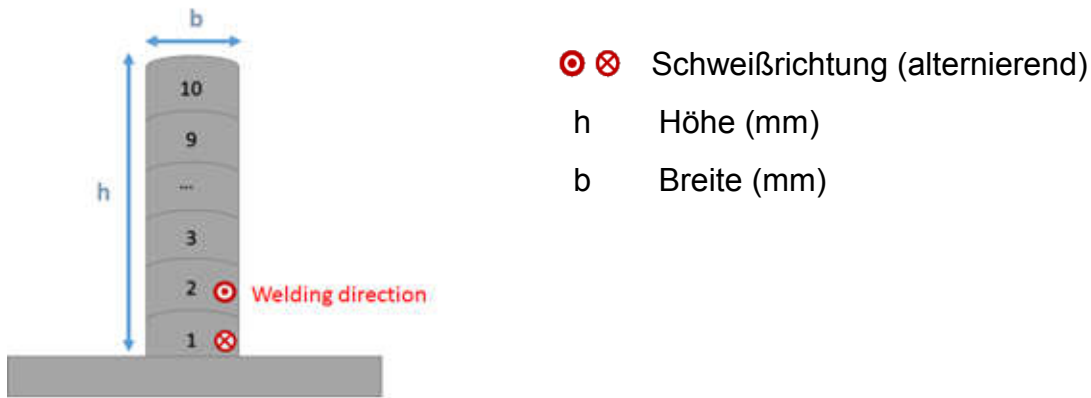 b
10
9
...
h
3
2 Welding direction
1
Schweißrichtung (alternierend)
h Höhe (mm)
b Breite (mm)